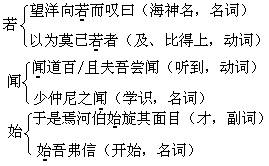 若
望洋向若而叹曰（海神名，名词）
以为莫己若者（及、比得上，动词）
闻
闻道百/且夫吾尝闻（听到，动词）
少仲尼之闻（学识，名词）
始
于是焉河伯始旋其面目（才，副词）
始吾弗信（开始，名词）